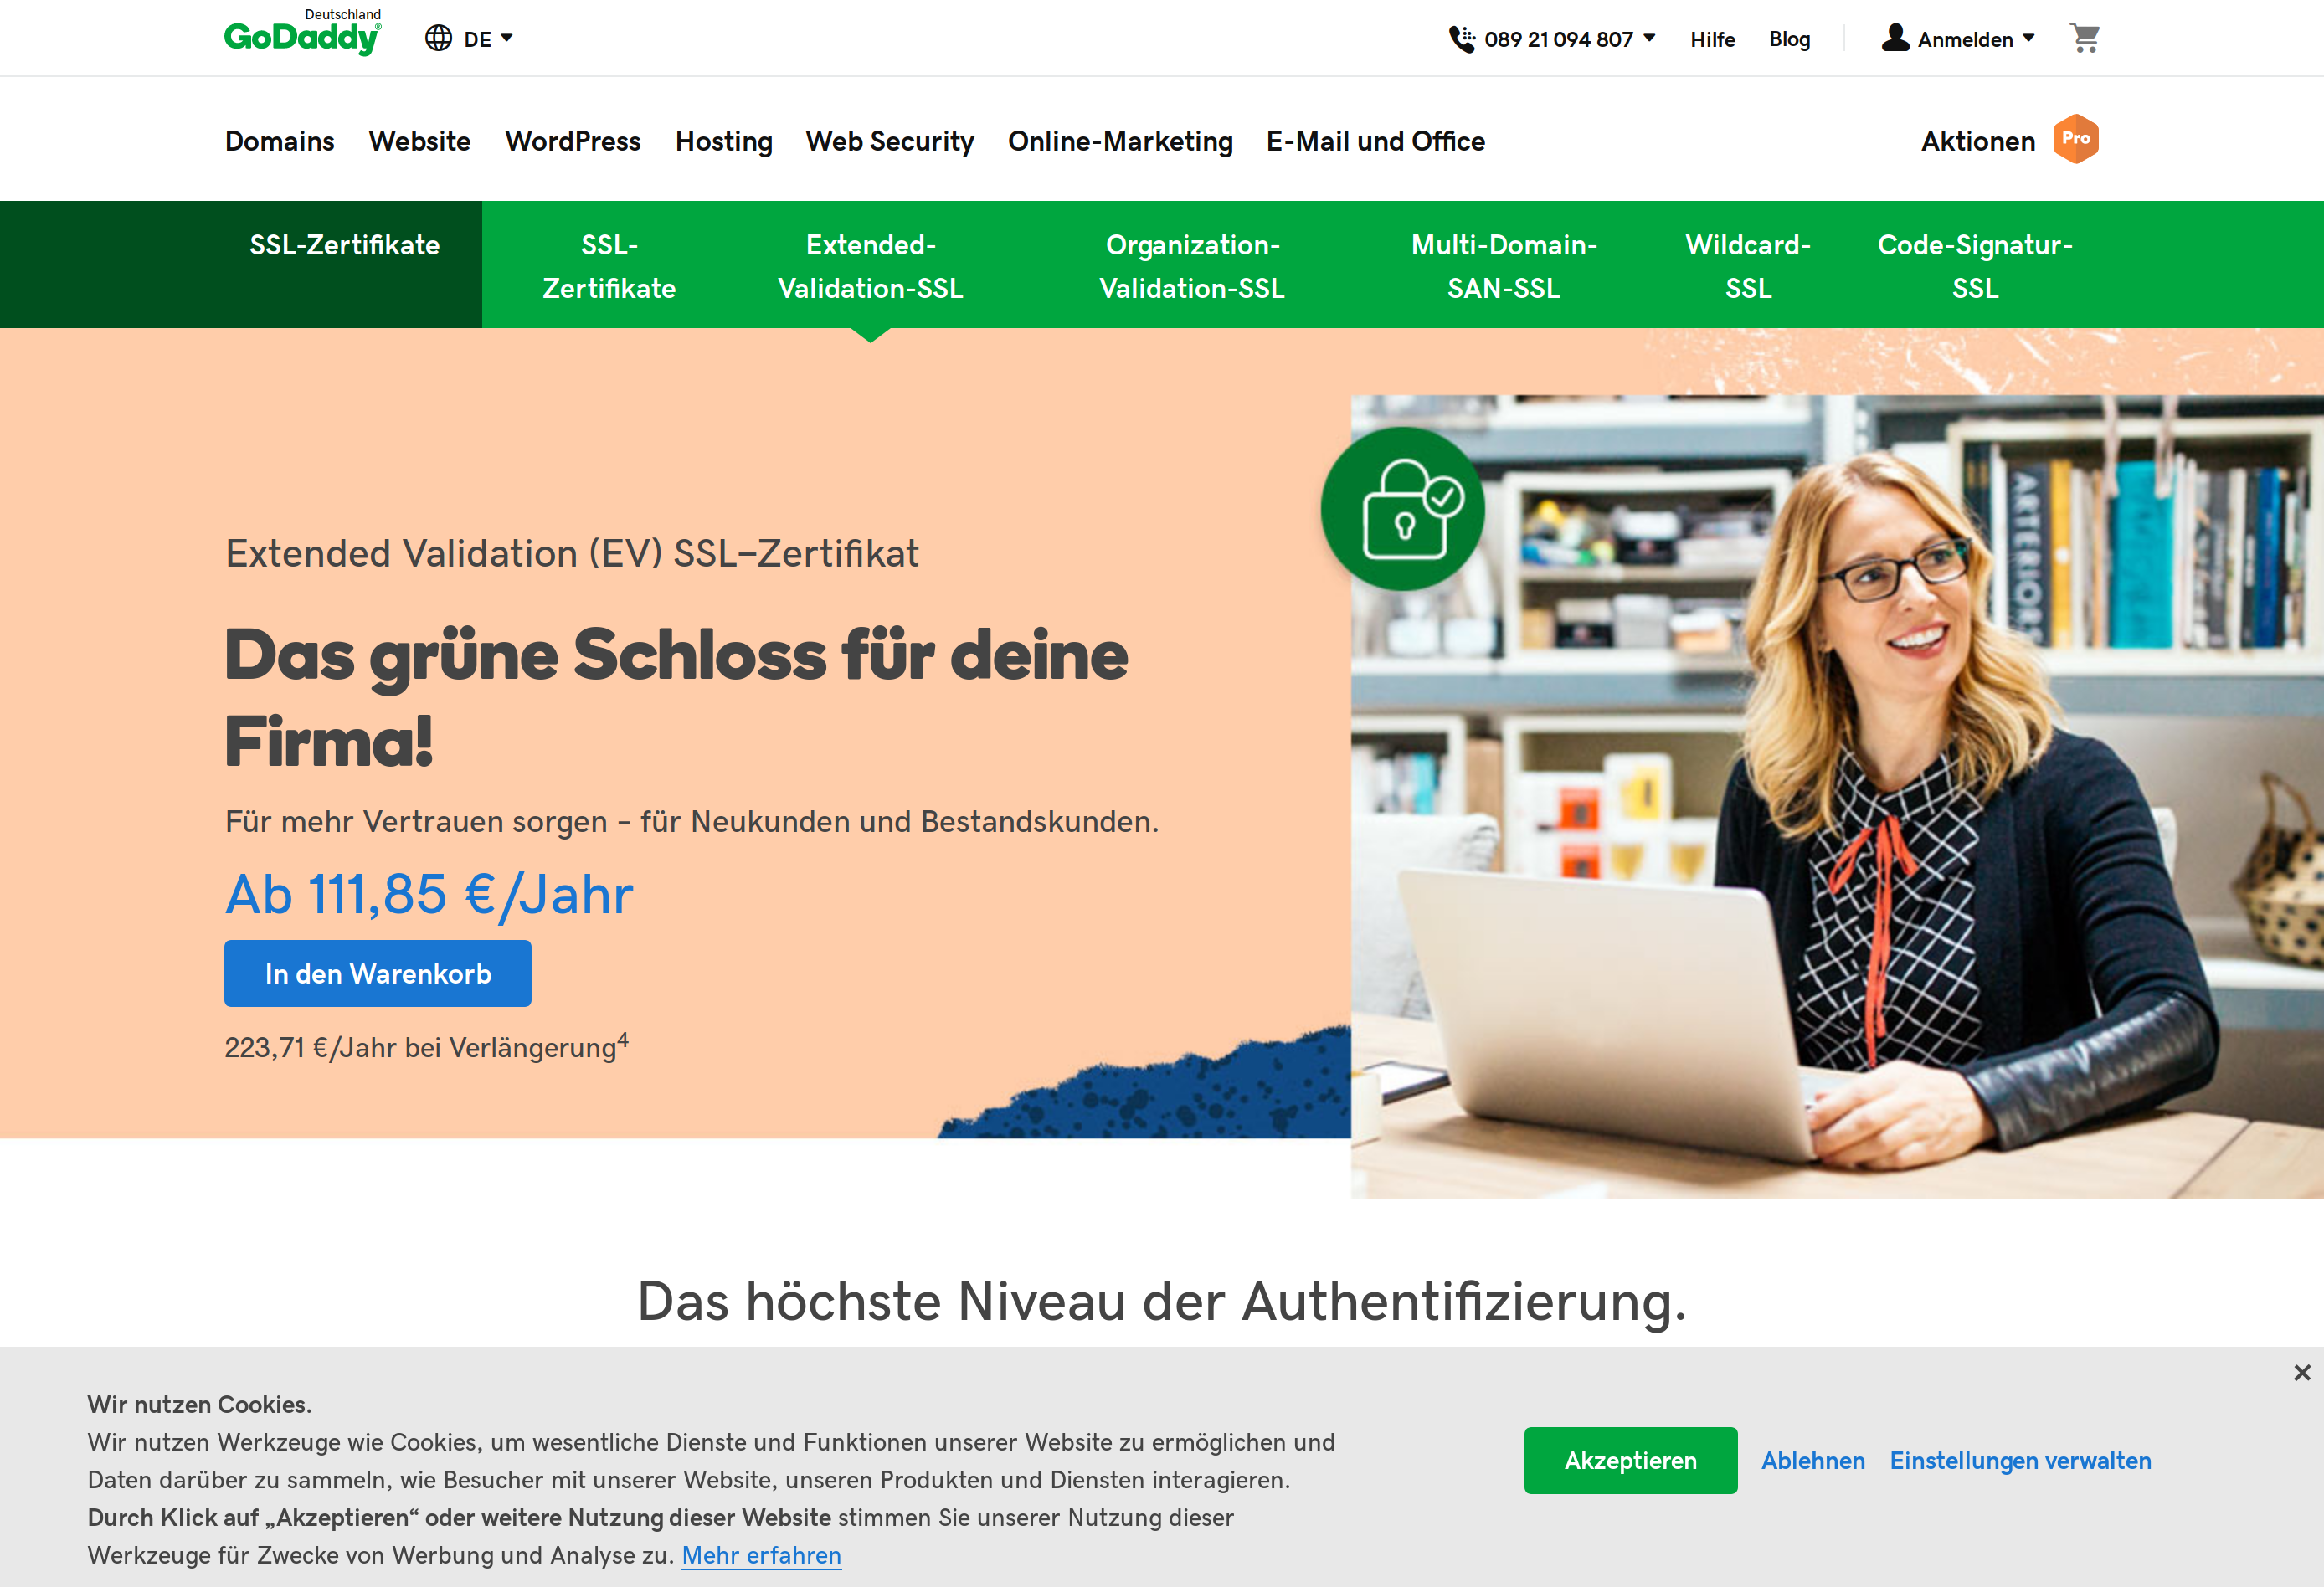 Deutschland
GoDaddy®
DE
089 21 094 807
Hilfe
Blog
Anmelden
Domains
Website
WordPress
Hosting
Web Security
Online-Marketing
E-Mail und Office
Aktionen
Pro
SSL-Zertifikate
SSL-
Zertifikate
Extended-
Validation-SSL
Organization-
Validation-SSL
Multi-Domain-
SAN-SSL
Wildcard-
SSL
Code-Signatur-
SSL
ARTERIORS
Extended Validation (EV) SSL–Zertifikat
Das grüne Schloss für deine
Firma!
Für mehr Vertrauen sorgen – für Neukunden und Bestandskunden.
Ab 111,85 €/Jahr
In den Warenkorb
223,71 €/Jahr bei Verlängerung4
Das höchste Niveau der Authentifizierung.
Wir nutzen Cookies.
Wir nutzen Werkzeuge wie Cookies, um wesentliche Dienste und Funktionen unserer Website zu ermöglichen und
Daten darüber zu sammeln, wie Besucher mit unserer Website, unseren Produkten und Diensten interagieren.
Durch Klick auf „Akzeptieren“ oder weitere Nutzung dieser Website stimmen Sie unserer Nutzung dieser
Werkzeuge für Zwecke von Werbung und Analyse zu. Mehr erfahren
Akzeptieren
Ablehnen
Einstellungen verwalten